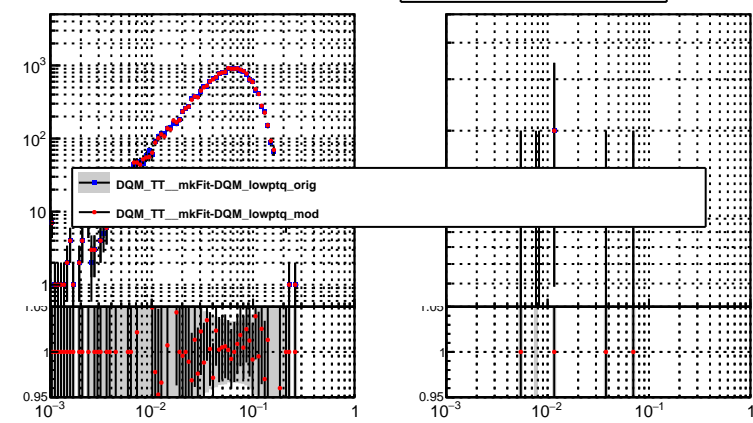 10³
10²
DQM_TT__mkFit-DQM_lowptq_orig
10
DQM_TT__mkFit-DQM_lowptq_mod
1
1.05 1.05
1 1
0.95 0.95
10⁻³ 10⁻² 10⁻¹ 1 10⁻³ 10⁻² 10⁻¹ 1